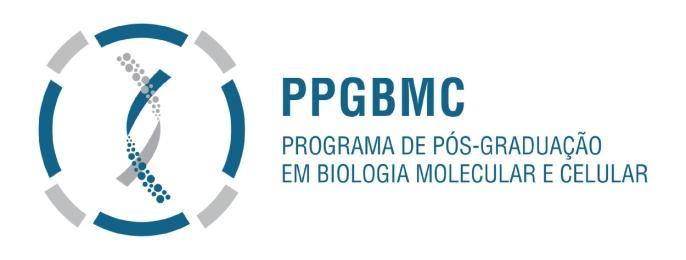 PPGBMC
PROGRAMA DE PÓS-GRADUAÇÃO
EM BIOLOGIA MOLECULAR E CELULAR